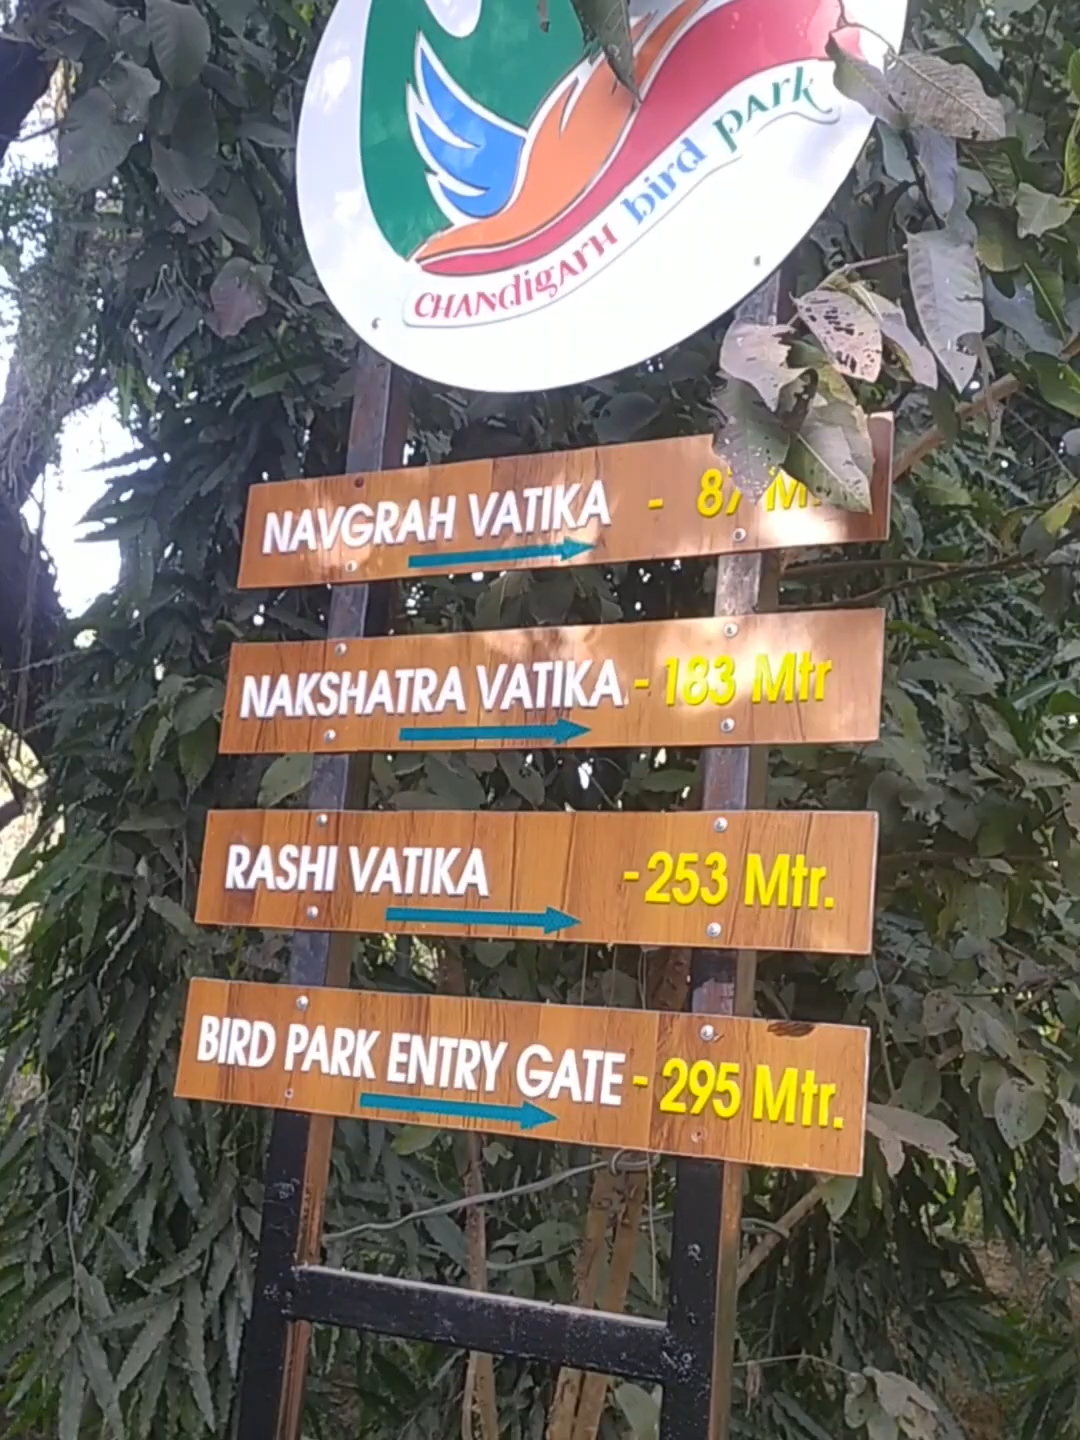 CHANdigArH bird park
NAVGRAH VATIKA - 87
NAKSHATRA VATIKA - 183 Mtr
RASHI VATIKA - 253 Mtr.
BIRD PARK ENTRY GATE - 295 Mtr.